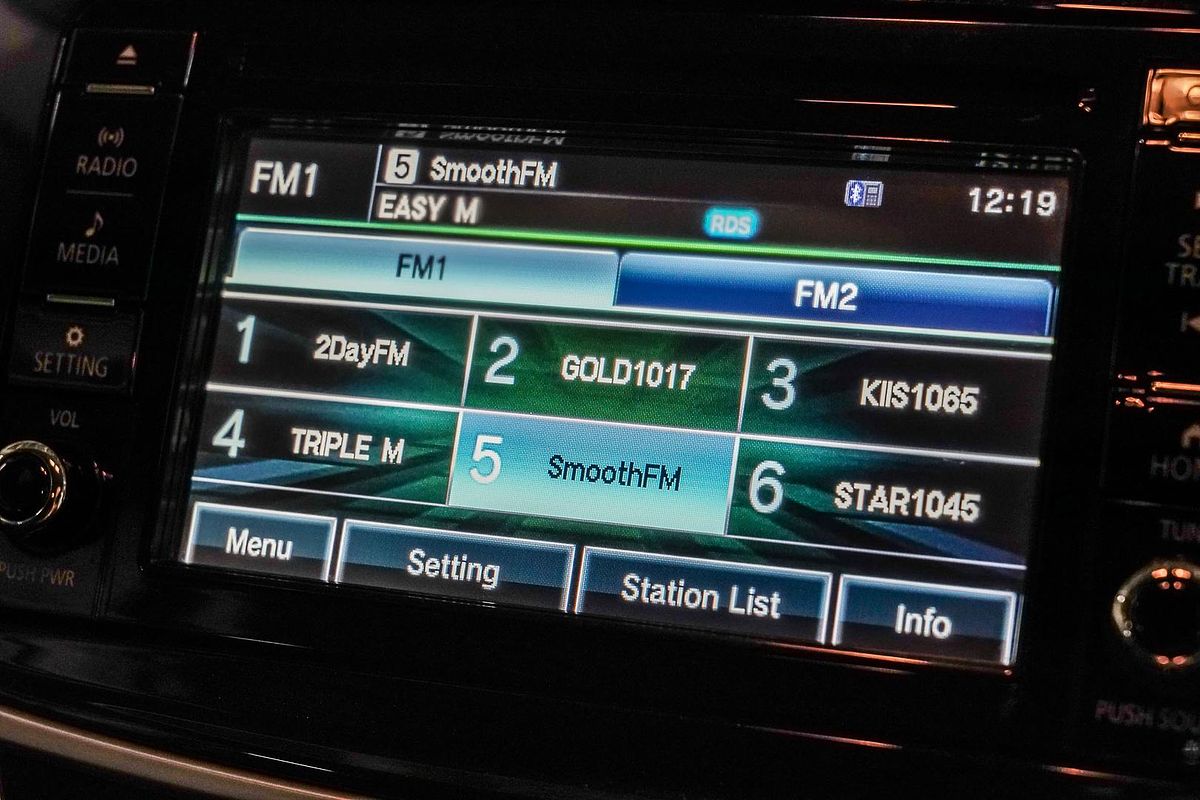 RADIO
MEDIA
SETTING
VOL
PUSH PWR
FM1
5 SmoothFM
12:19
EASY M
RDS
FM1
FM2
1 2DayFM
2 GOLD1017
3 KIIS1065
4 TRIPLE M
5 SmoothFM
6 STAR1045
Menu
Setting
Station List
Info
PUSH